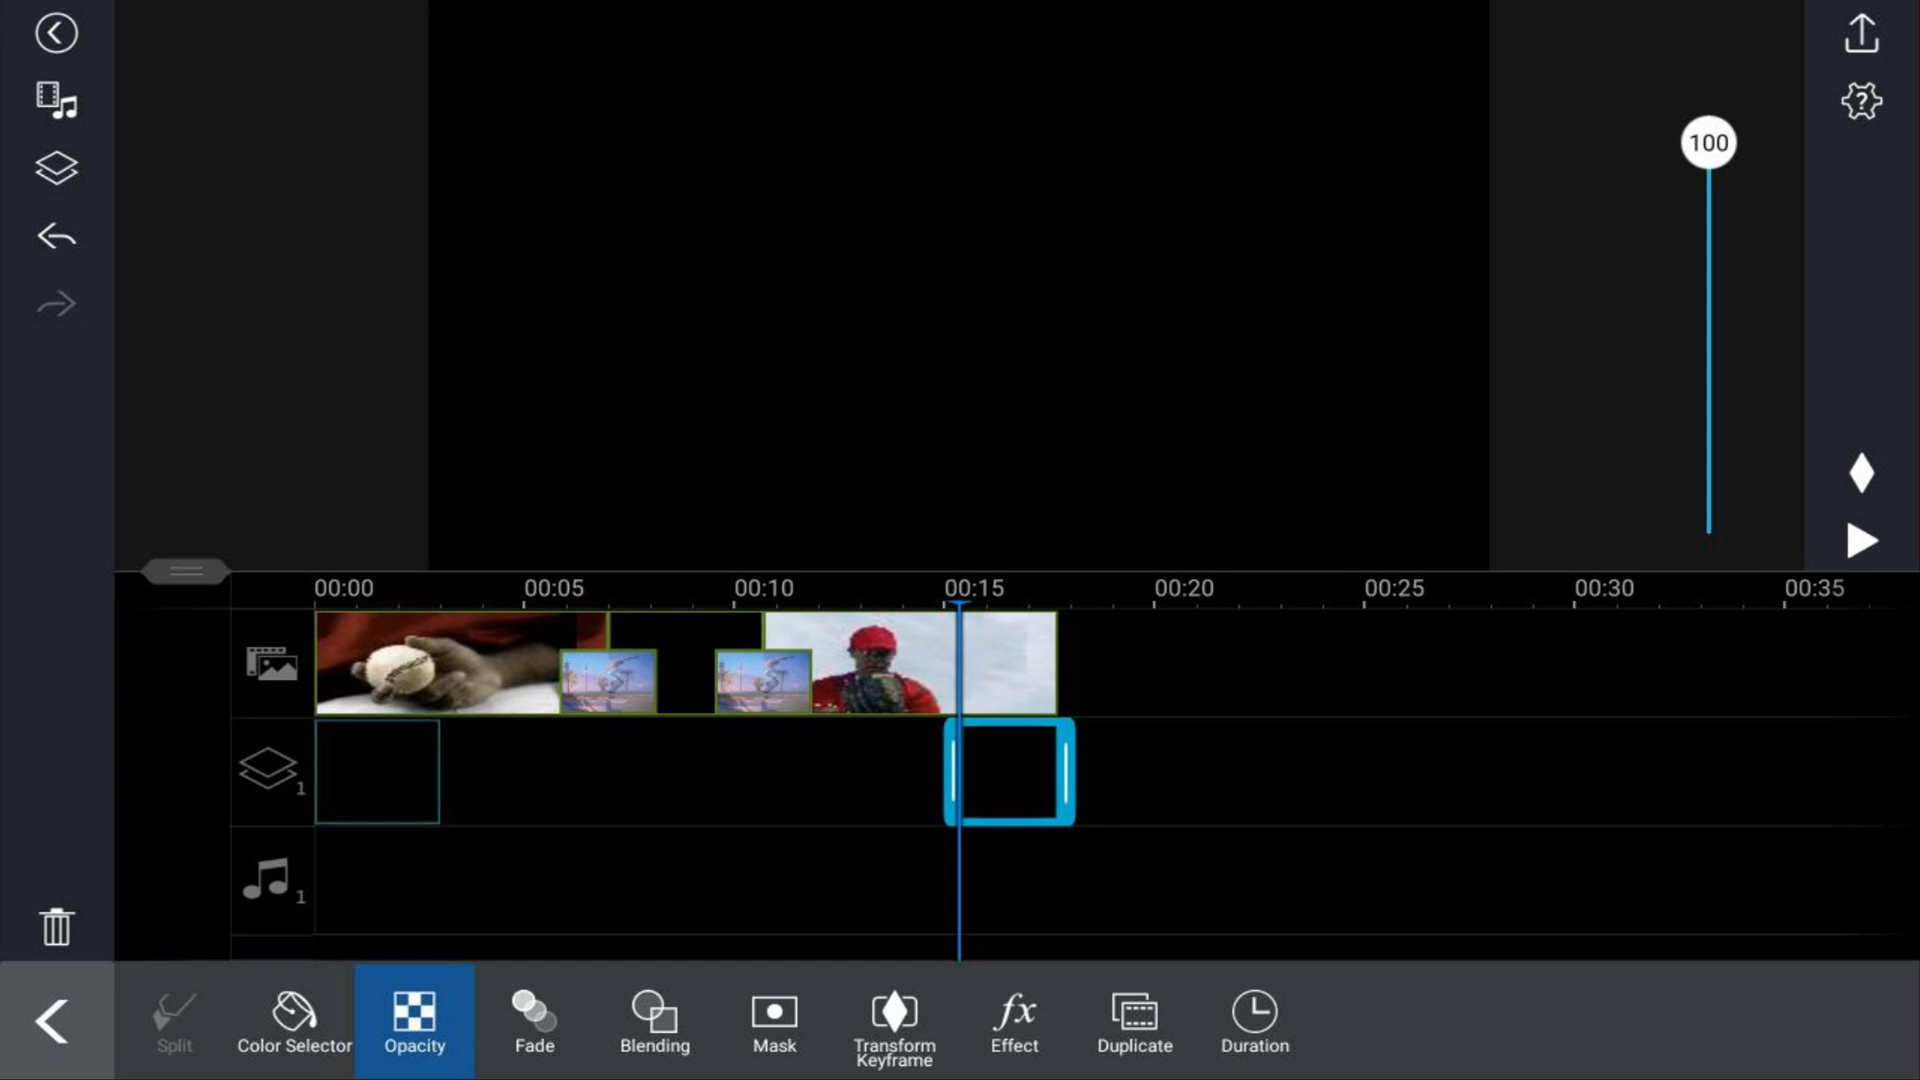 100
00:00 00:05 00:10 00:15 00:20 00:25 00:30 00:35
1
1
Split Color Selector Opacity Fade Blending Mask Transform Keyframe Effect Duplicate Duration